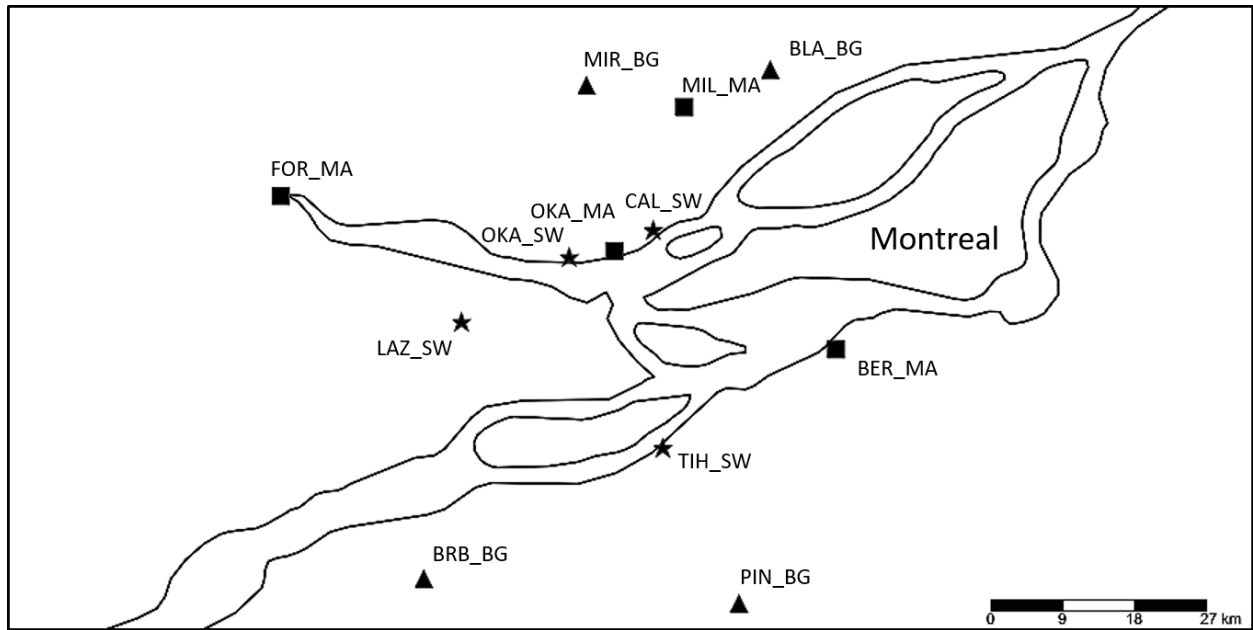 BLA_BG
MIR_BG
MIL_MA
FOR_MA
OKA_MA
CAL_SW
OKA_SW
Montreal
LAZ_SW
BER_MA
TIH_SW
BRB_BG
PIN_BG
0 9 18 27 km